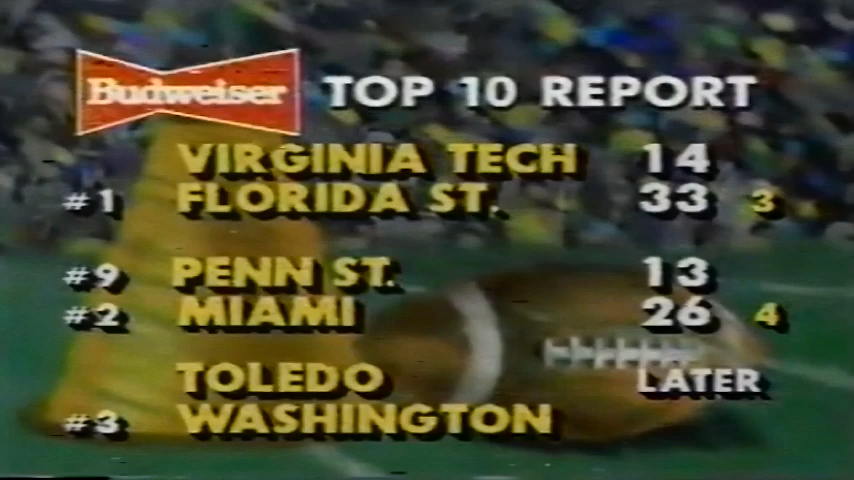 Budweiser TOP 10 REPORT
VIRGINIA TECH 14
#1 FLORIDA ST. 33 3
#9 PENN ST. 13
#2 MIAMI 26 4
TOLEDO LATER
#3 WASHINGTON